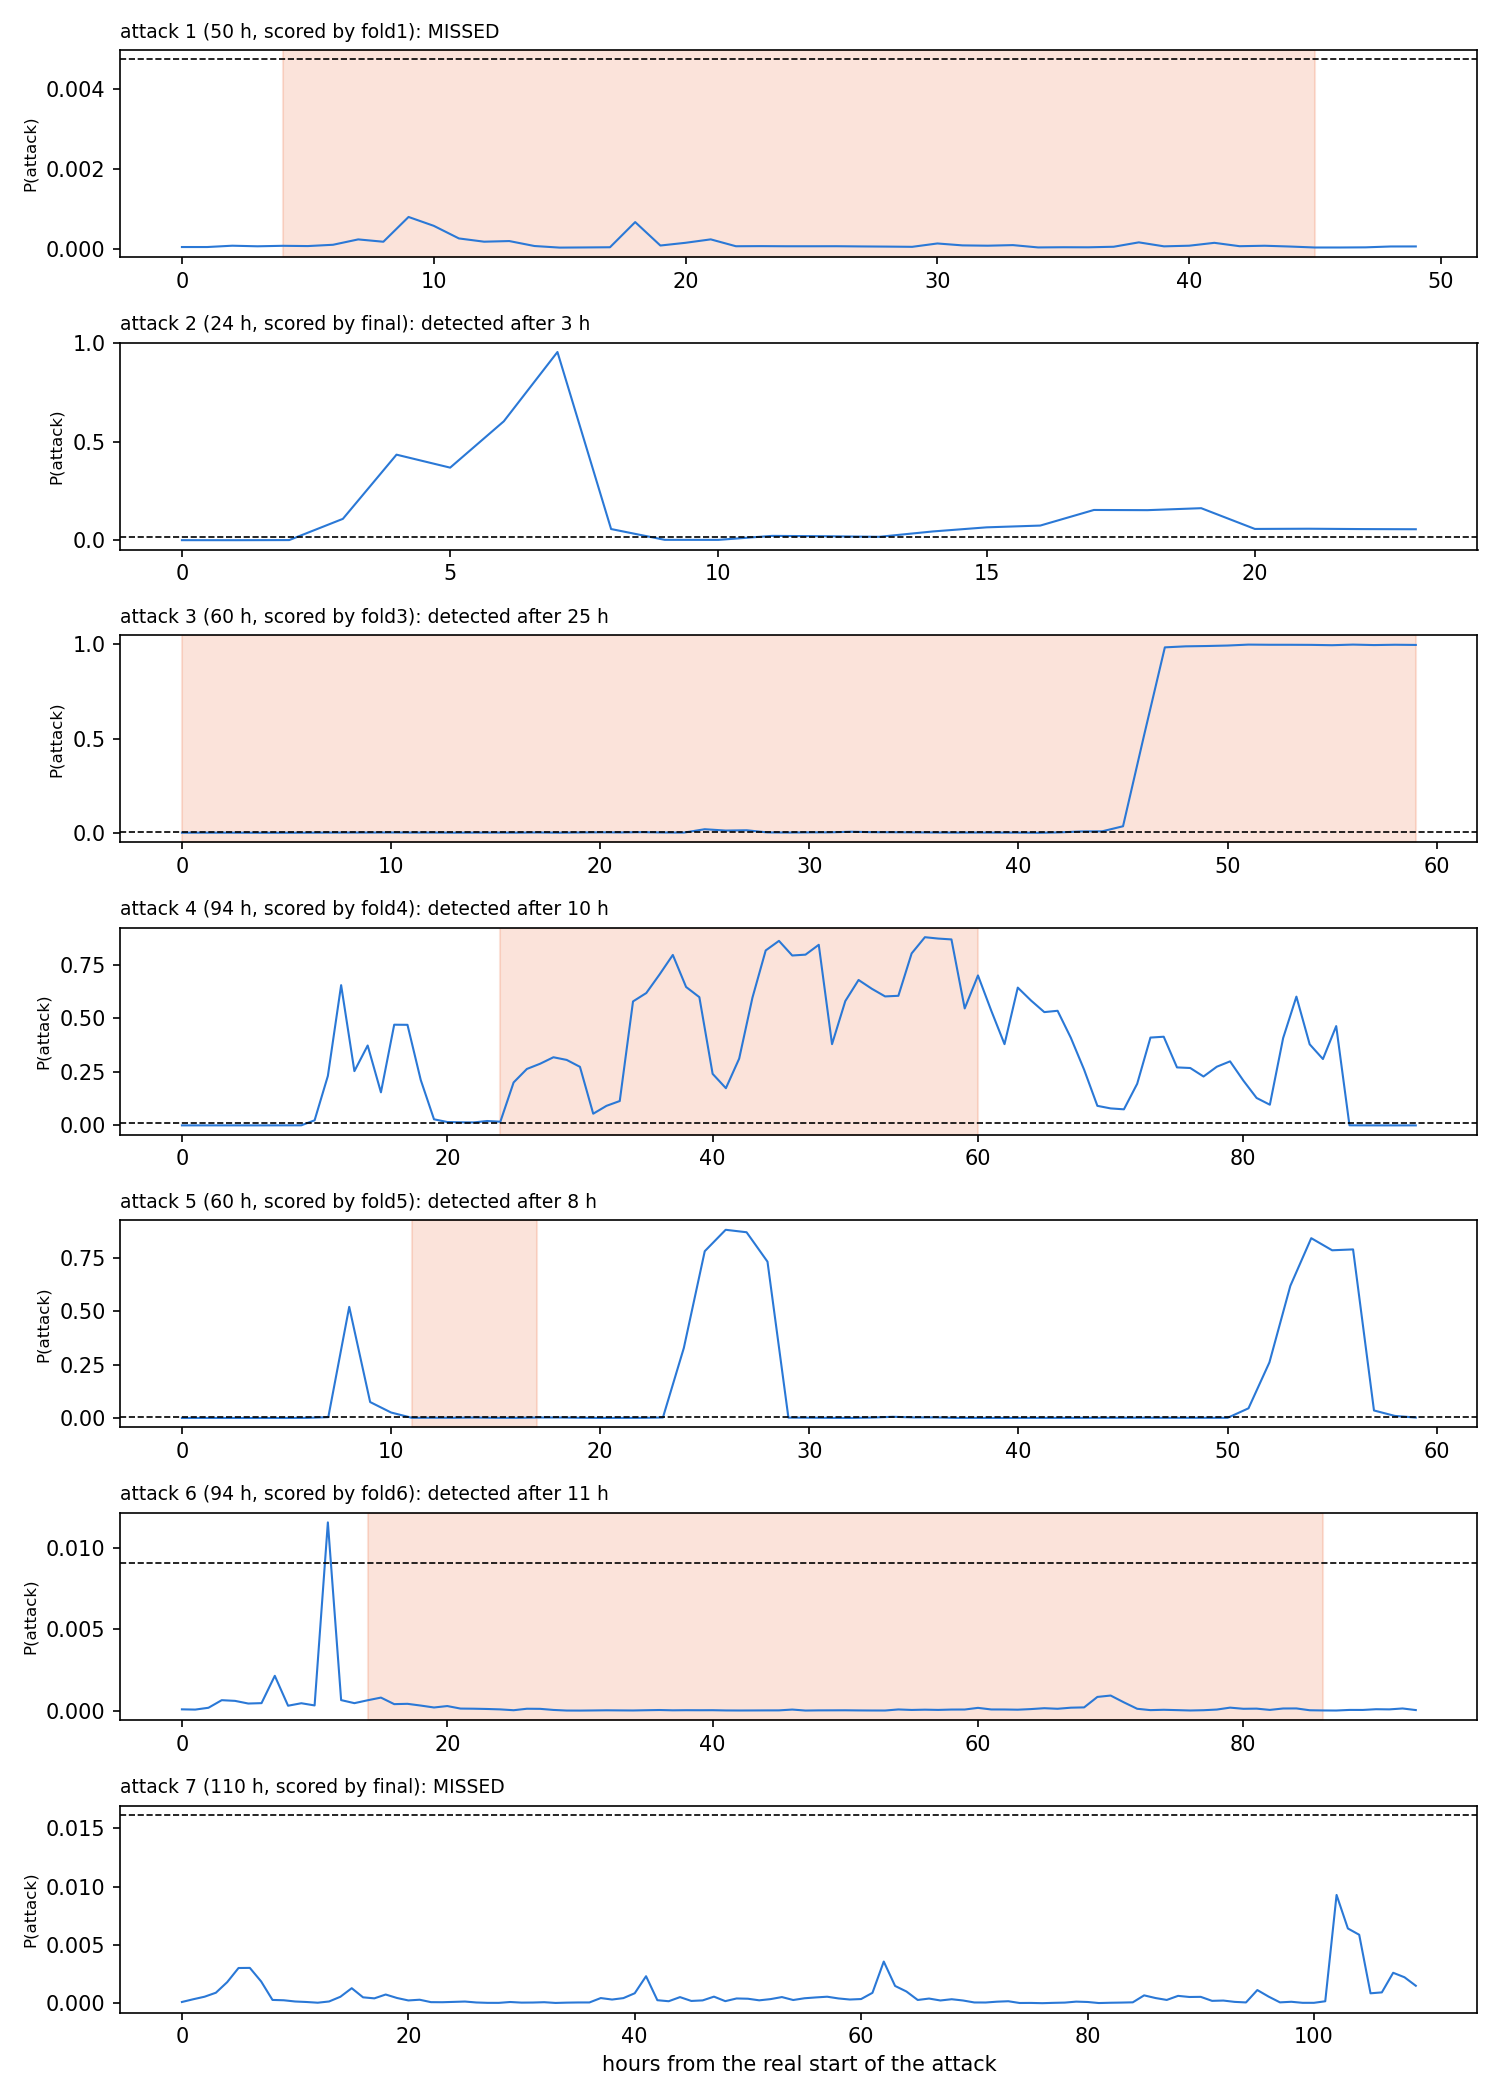 attack 1 (50 h, scored by fold1): MISSED
P(attack)
0.004
0.002
0.000
0 10 20 30 40 50
attack 2 (24 h, scored by final): detected after 3 h
P(attack)
1.0
0.5
0.0
0 5 10 15 20
attack 3 (60 h, scored by fold3): detected after 25 h
P(attack)
1.0
0.5
0.0
0 10 20 30 40 50 60
attack 4 (94 h, scored by fold4): detected after 10 h
P(attack)
0.75
0.50
0.25
0.00
0 20 40 60 80
attack 5 (60 h, scored by fold5): detected after 8 h
P(attack)
0.75
0.50
0.25
0.00
0 10 20 30 40 50 60
attack 6 (94 h, scored by fold6): detected after 11 h
P(attack)
0.010
0.005
0.000
0 20 40 60 80
attack 7 (110 h, scored by final): MISSED
P(attack)
0.015
0.010
0.005
0.000
0 20 40 60 80 100
hours from the real start of the attack